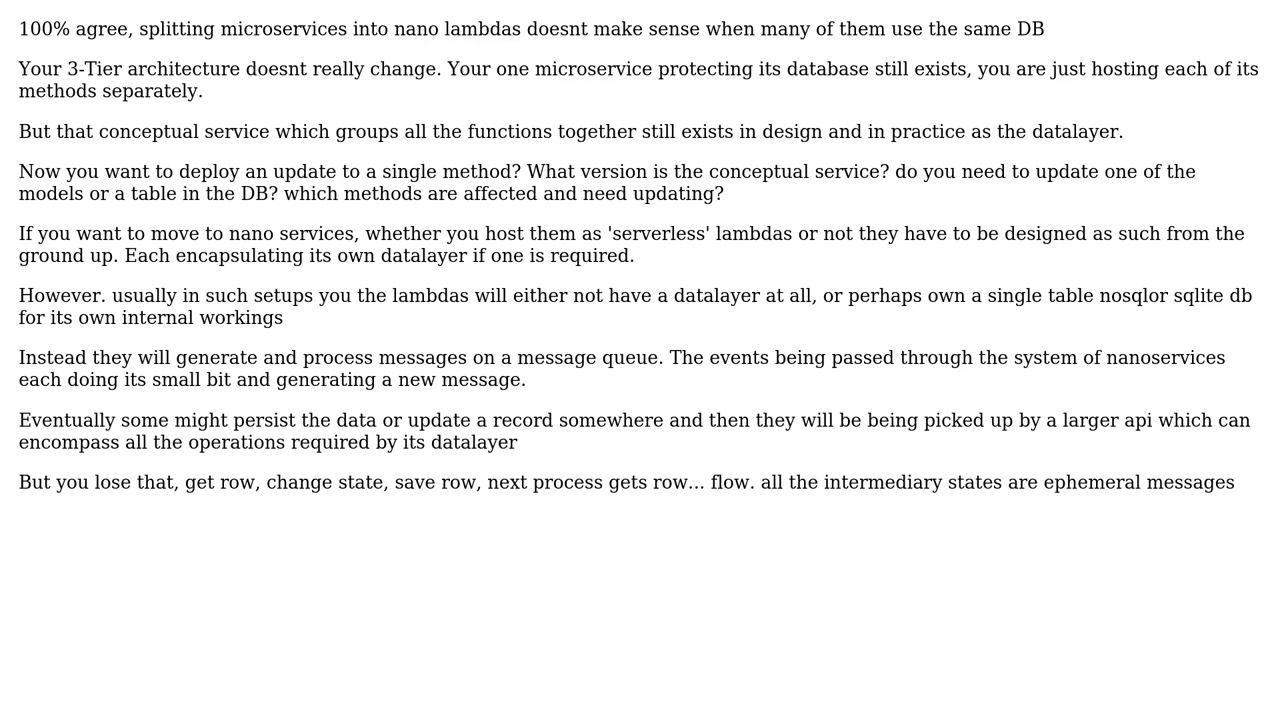 100% agree, splitting microservices into nano lambdas doesnt make sense when many of them use the same DB
Your 3-Tier architecture doesnt really change. Your one microservice protecting its database still exists, you are just hosting each of its
methods separately.
But that conceptual service which groups all the functions together still exists in design and in practice as the datalayer.
Now you want to deploy an update to a single method? What version is the conceptual service? do you need to update one of the
models or a table in the DB? which methods are affected and need updating?
If you want to move to nano services, whether you host them as 'serverless' lambdas or not they have to be designed as such from the
ground up. Each encapsulating its own datalayer if one is required.
However. usually in such setups you the lambdas will either not have a datalayer at all, or perhaps own a single table nosqlor sqlite db
for its own internal workings
Instead they will generate and process messages on a message queue. The events being passed through the system of nanoservices
each doing its small bit and generating a new message.
Eventually some might persist the data or update a record somewhere and then they will be being picked up by a larger api which can
encompass all the operations required by its datalayer
But you lose that, get row, change state, save row, next process gets row... flow. all the intermediary states are ephemeral messages